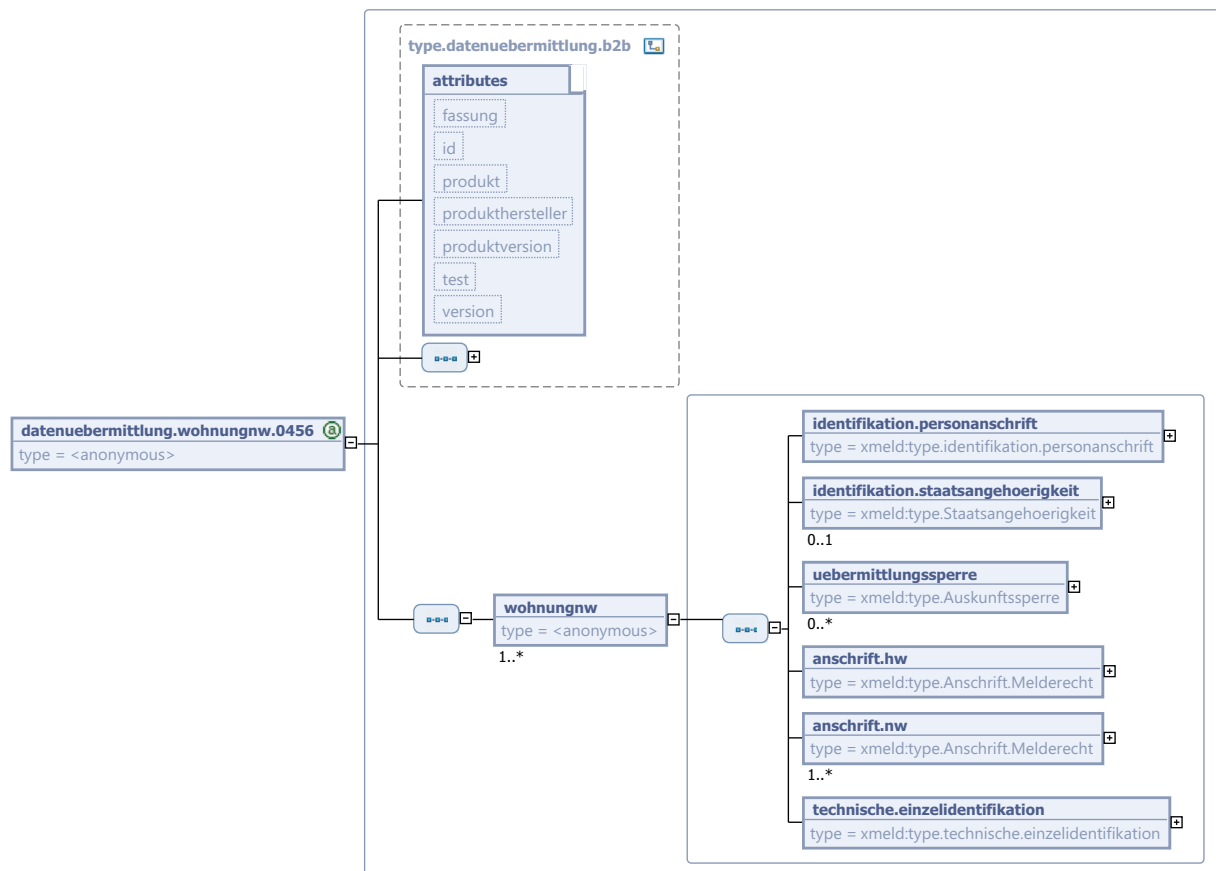 type.datenuebermittlung.b2b
attributes
fassung
id
produkt
produkthersteller
produktversion
test
version
datenuebermittlung.wohnungnw.0456 a
type = <anonymous>
wohnungnw
type = <anonymous>
1..*
identifikation.personanschrift
type = xmeld:type.identifikation.personanschrift
identifikation.staatsangehoerigkeit
type = xmeld:type.Staatsangehoerigkeit
0..1
uebermittlungssperre
type = xmeld:type.Auskunftssperre
0..*
anschrift.hw
type = xmeld:type.Anschrift.Melderecht
anschrift.nw
type = xmeld:type.Anschrift.Melderecht
1..*
technische.einzelidentifikation
type = xmeld:type.technische.einzelidentifikation